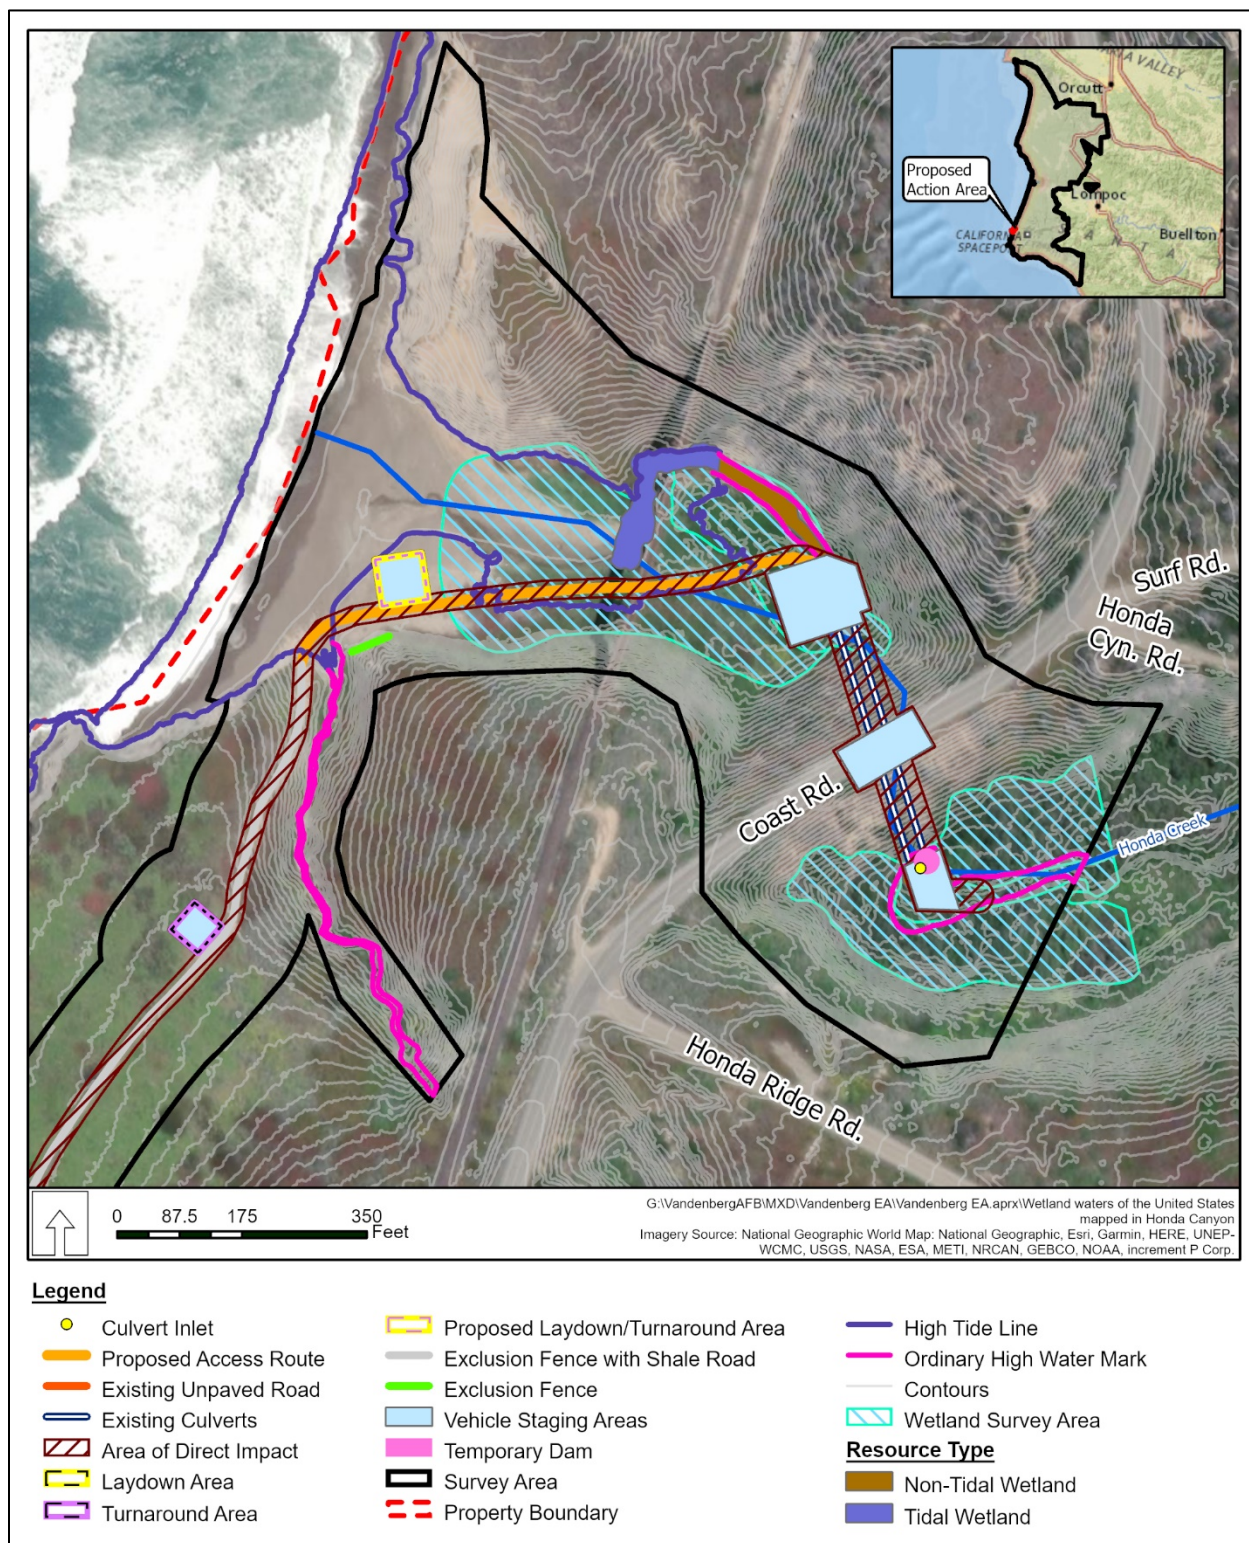 ARIA VALLEY
Orcutt
Proposed
Action Area
Lompoc
CALIFORNIA
SPACEPORT
SANTA
Buellton
Surf Rd.
Honda
Cyn. Rd.
Coast Rd.
Honda Creek
Honda Ridge Rd.
0 87.5 175 350
Feet
G:\VandenbergAFB\MXD\Vandenberg EA\Vandenberg EA.aprx\Wetland waters of the United States
mapped in Honda Canyon
Imagery Source: National Geographic World Map: National Geographic, Esri, Garmin, HERE, UNEP-
WCMC, USGS, NASA, ESA, METI, NRCAN, GEBCO, NOAA, increment P Corp.
Legend
Culvert Inlet
Proposed Access Route
Existing Unpaved Road
Existing Culverts
Area of Direct Impact
Laydown Area
Turnaround Area
Proposed Laydown/Turnaround Area
Exclusion Fence with Shale Road
Exclusion Fence
Vehicle Staging Areas
Temporary Dam
Survey Area
Property Boundary
High Tide Line
Ordinary High Water Mark
Contours
Wetland Survey Area
Resource Type
Non-Tidal Wetland
Tidal Wetland